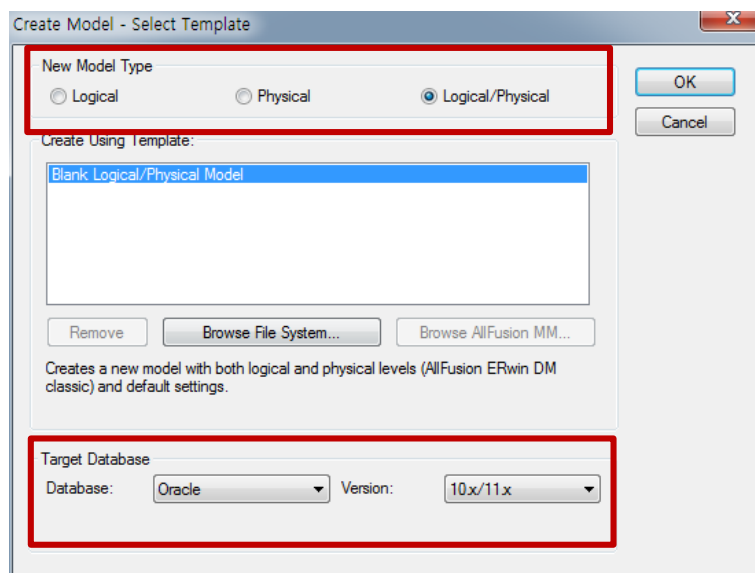 Create Model - Select Template
New Model Type
Logical Physical Logical/Physical
OK
Cancel
Create Using Template:
Blank Logical/Physical Model
Remove Browse File System... Browse AllFusion MM...
Creates a new model with both logical and physical levels (AllFusion ERwin DM
classic) and default settings.
Target Database
Database: Oracle Version: 10.x/11.x